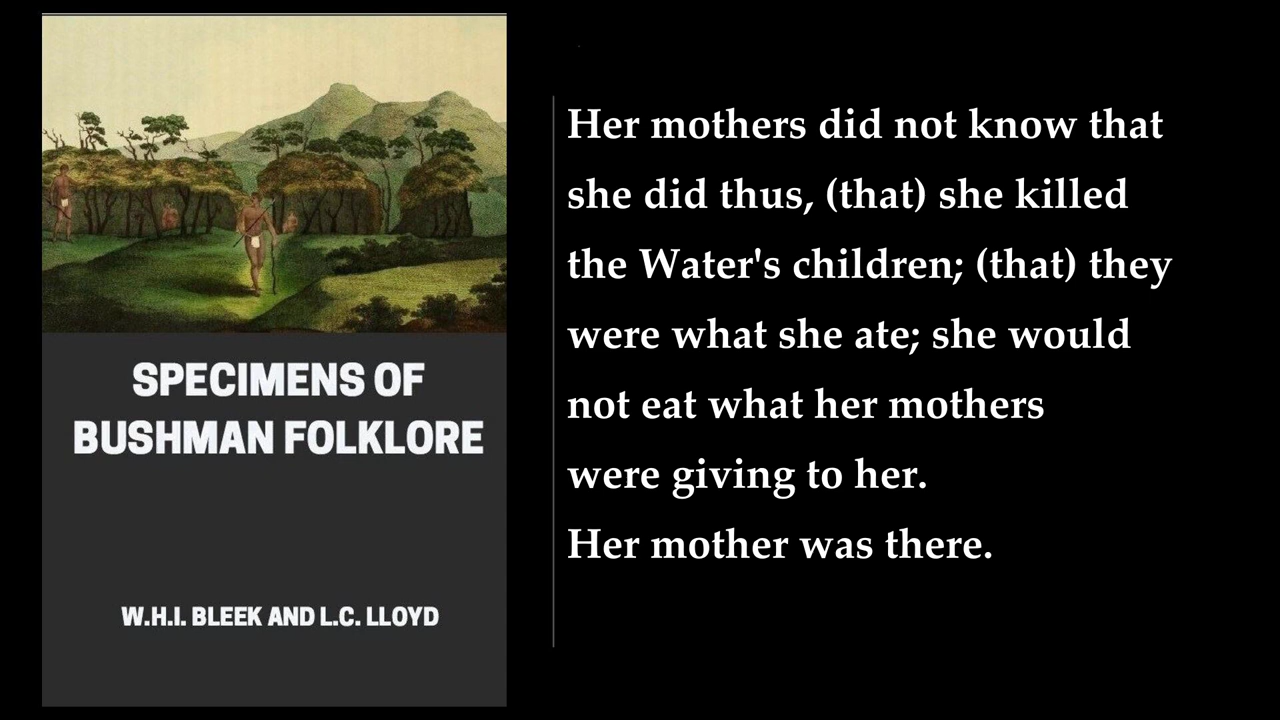 SPECIMENS OF
BUSHMAN FOLKLORE
W.H.I. BLEEK AND L.C. LLOYD
Her mothers did not know that
she did thus, (that) she killed
the Water's children; (that) they
were what she ate; she would
not eat what her mothers
were giving to her.
Her mother was there.